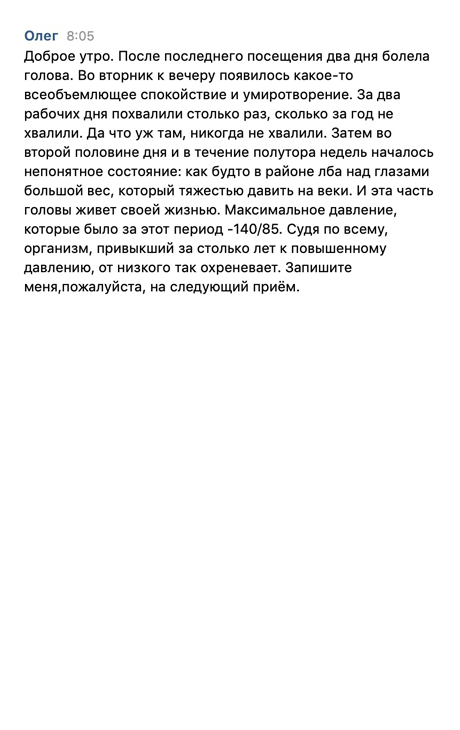 Олег 8:05
Доброе утро. После последнего посещения два дня болела
голова. Во вторник к вечеру появилось какое-то
всеобъемлющее спокойствие и умиротворение. За два
рабочих дня похвалили столько раз, сколько за год не
хвалили. Да что уж там, никогда не хвалили. Затем во
второй половине дня и в течение полутора недель началось
непонятное состояние: как будто в районе лба над глазами
большой вес, который тяжестью давить на веки. И эта часть
головы живет своей жизнью. Максимальное давление,
которые было за этот период -140/85. Судя по всему,
организм, привыкший за столько лет к повышенному
давлению, от низкого так охреневает. Запишите
меня,пожалуйста, на следующий приём.